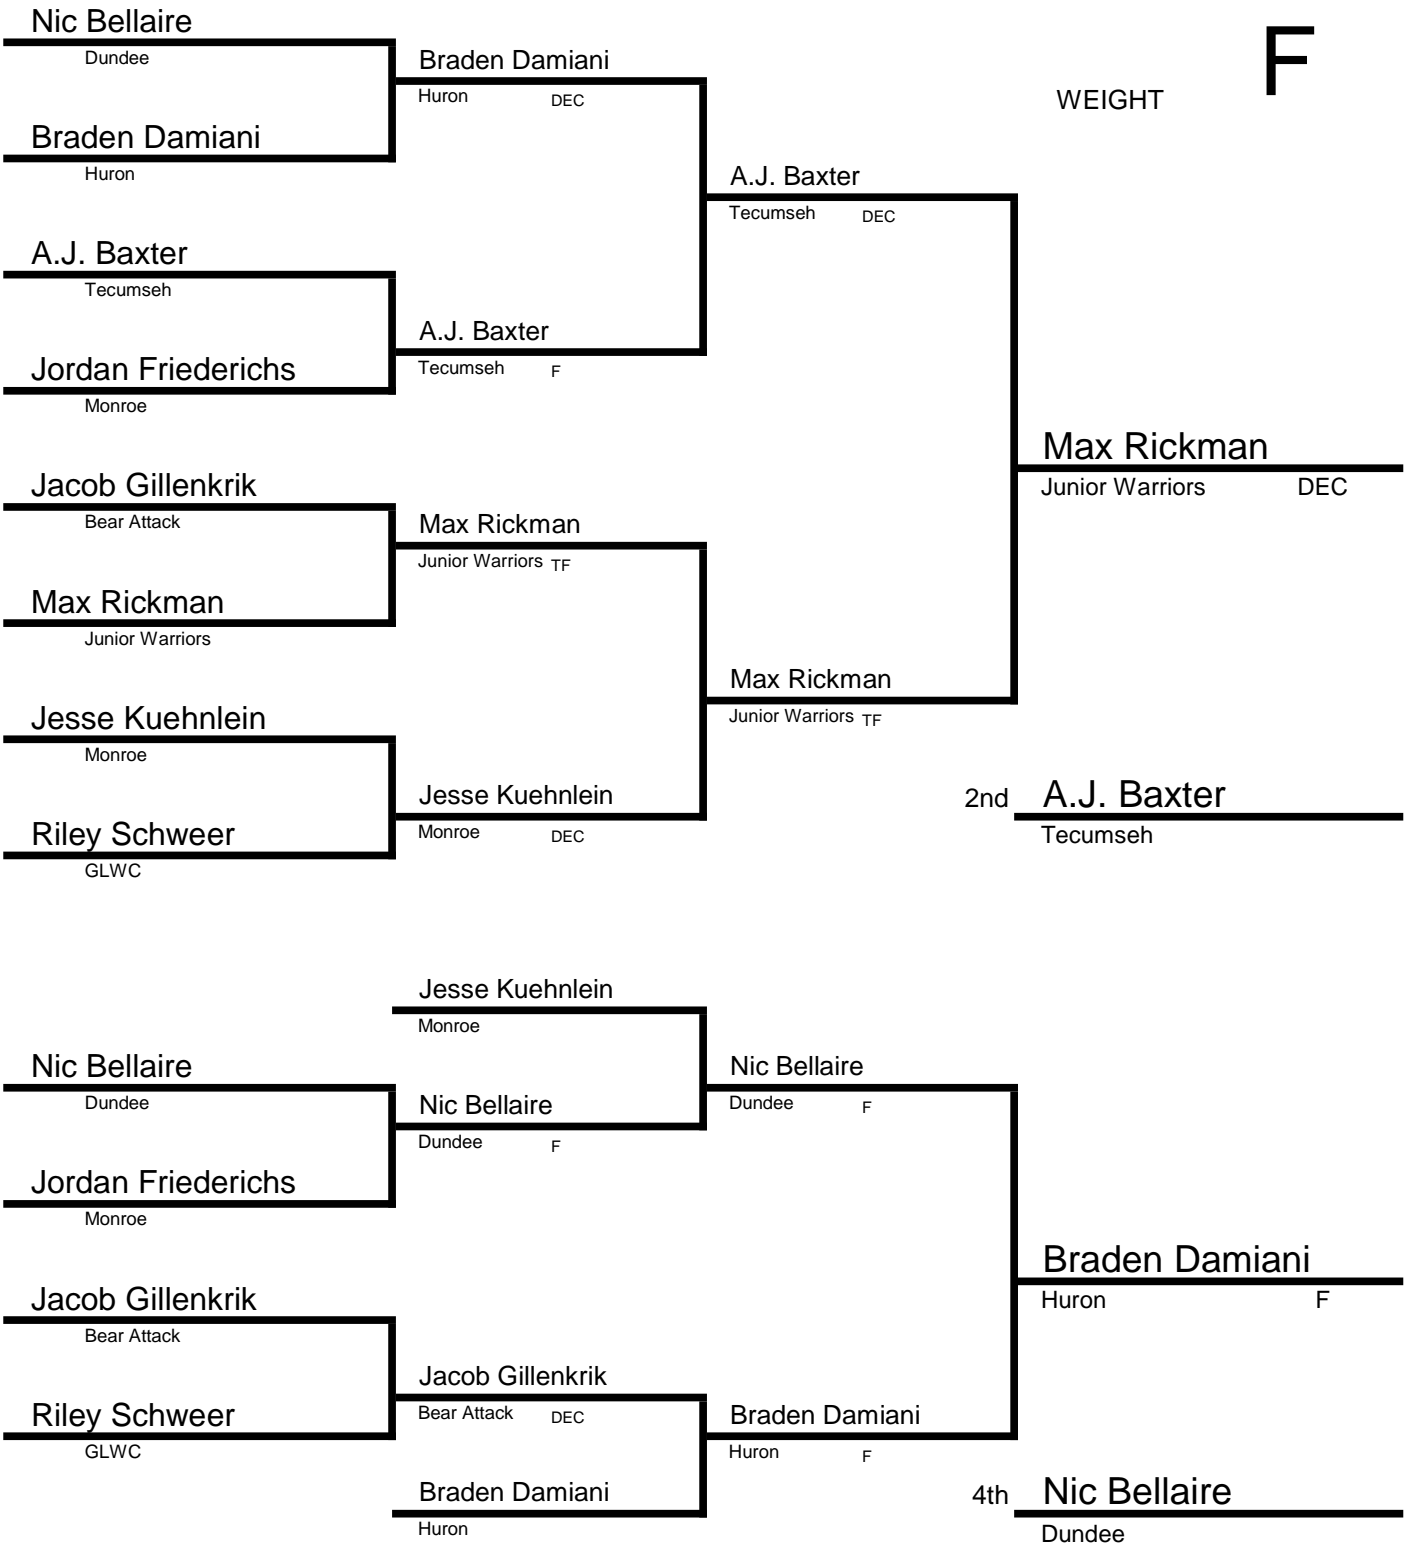 Nic Bellaire
Dundee
Braden Damiani
Huron DEC
F
WEIGHT
Braden Damiani
Huron
A.J. Baxter
Tecumseh DEC
A.J. Baxter
Tecumseh
A.J. Baxter
Tecumseh F
Jordan Friederichs
Monroe
Max Rickman
Junior Warriors DEC
Jacob Gillenkrik
Bear Attack
Max Rickman
Junior Warriors TF
Max Rickman
Junior Warriors
Max Rickman
Junior Warriors TF
Jesse Kuehnlein
Monroe
Jesse Kuehnlein
Monroe DEC
2nd A.J. Baxter
Tecumseh
Riley Schweer
GLWC
Jesse Kuehnlein
Monroe
Nic Bellaire
Dundee
Nic Bellaire
Dundee F
Nic Bellaire
Dundee F
Jordan Friederichs
Monroe
Braden Damiani
Huron F
Jacob Gillenkrik
Bear Attack
Jacob Gillenkrik
Bear Attack DEC
Riley Schweer
GLWC
Braden Damiani
Huron F
Braden Damiani
Huron
4th Nic Bellaire
Dundee